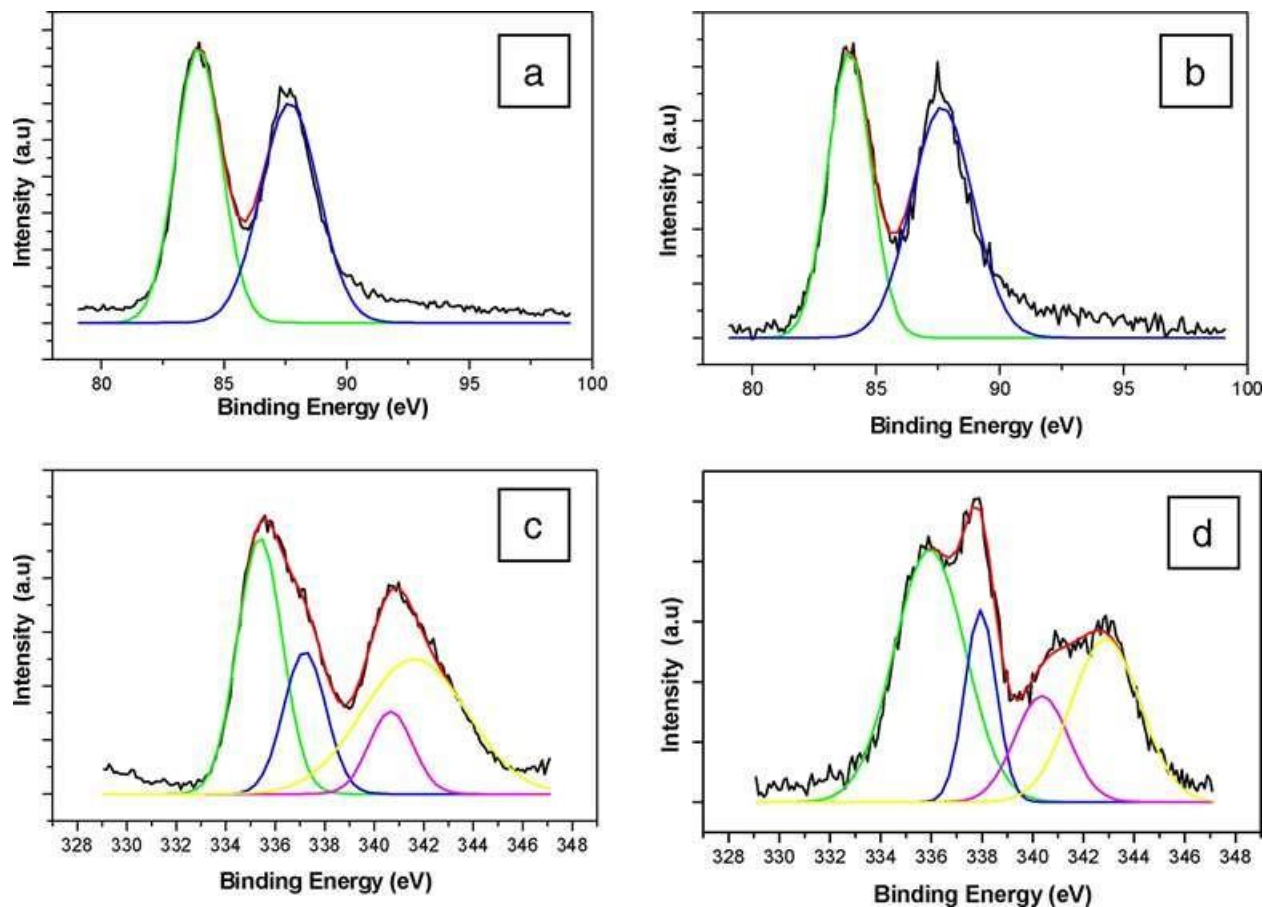 a
Intensity (a.u)
80 85 90 95 100
Binding Energy (eV)
b
Intensity (a.u)
80 85 90 95 100
Binding Energy (eV)
c
Intensity (a.u)
328 330 332 334 336 338 340 342 344 346 348
Binding Energy (eV)
d
Intensity (a.u)
328 330 332 334 336 338 340 342 344 346 348
Binding Energy (eV)